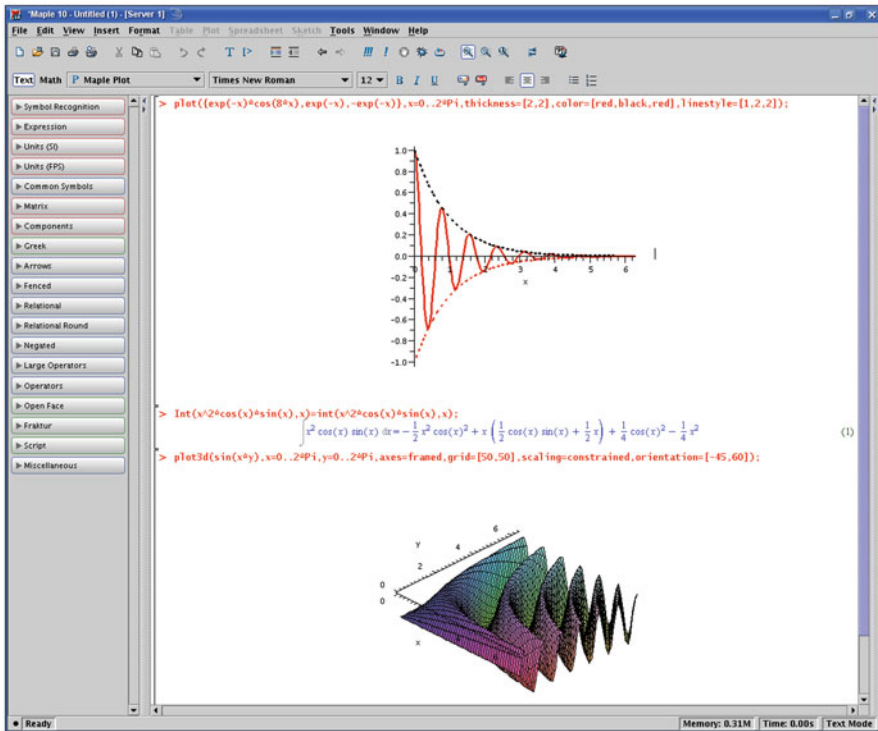 *Maple 10 - Untitled (1) - [Server 1]
File Edit View Insert Format Table Plot Spreadsheet Sketch Tools Window Help
Text Math P Maple Plot Times New Roman 12 B I U
Symbol Recognition
Expression
Units (SI)
Units (FPS)
Common Symbols
Matrix
Components
Greek
Arrows
Fenced
Relational
Relational Round
Negated
Large Operators
Operators
Open Face
Fraktur
Script
Miscellaneous
> plot({exp(-x)*cos(8*x),exp(-x),-exp(-x)},x=0..2*Pi,thickness=[2,2],color=[red,black,red],linestyle=[1,2,2]);
1.0
0.8
0.6
0.4
0.2
0.0
0 1 2 3 4 5 6
x
-0.2
-0.4
-0.6
-0.8
-1.0
> Int(x^2*cos(x)*sin(x),x)=int(x^2*cos(x)*sin(x),x);
∫x² cos(x) sin(x) dx = -1/2 x² cos(x)² + x (1/2 cos(x) sin(x) + 1/2 x) + 1/4 cos(x)² - 1/4 x² (1)
> plot3d(sin(x*y),x=0..2*Pi,y=0..2*Pi,axes=framed,grid=[50,50],scaling=constrained,orientation=[-45,60]);
6
y 4
2
0
0
x
Ready Memory: 0.31M Time: 0.00s Text Mode